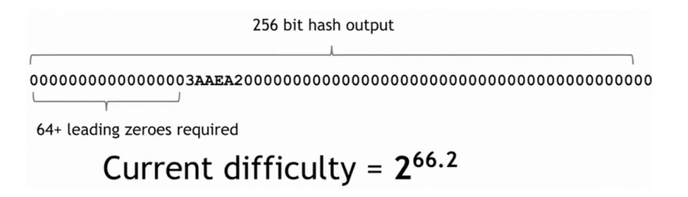 256 bit hash output
00000000000000003AAEA2000000000000000000000000000000000000000000
64+ leading zeroes required
Current difficulty = 2^66.2